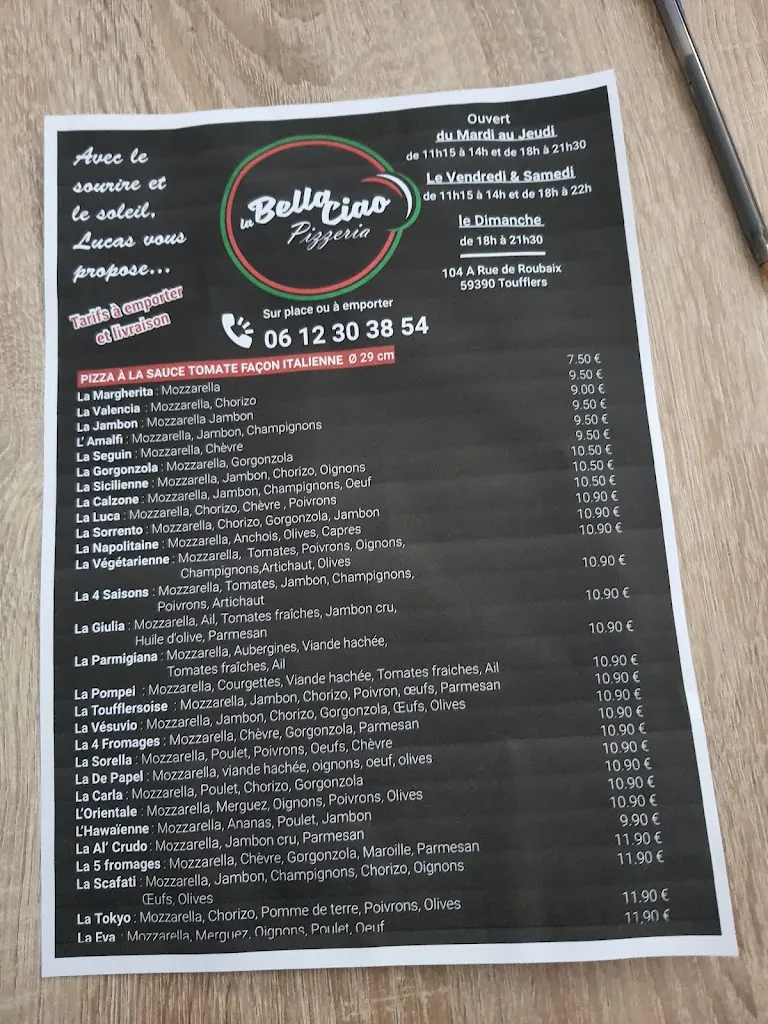 Avec le
sourire et
le soleil,
Lucas vous
propose...
Tarifs à emporter
et livraison
la Bella Ciao
Pizzeria
Sur place ou à emporter
06 12 30 38 54
Ouvert
du Mardi au Jeudi
de 11h15 à 14h et de 18h à 21h30
Le Vendredi & Samedi
de 11h15 à 14h et de 18h à 22h
le Dimanche
de 18h à 21h30
104 A Rue de Roubaix
59390 Toufflers
PIZZA À LA SAUCE TOMATE FAÇON ITALIENNE Ø 29 cm
La Margherita : Mozzarella 7.50 €
La Valencia : Mozzarella, Chorizo 9.50 €
La Jambon : Mozzarella Jambon 9.00 €
L' Amalfi : Mozzarella, Jambon, Champignons 9.50 €
La Seguin : Mozzarella, Chèvre 9.50 €
La Gorgonzola : Mozzarella, Gorgonzola 9.50 €
La Sicilienne : Mozzarella, Jambon, Chorizo, Oignons 10.50 €
La Calzone : Mozzarella, Jambon, Champignons, Oeuf 10.50 €
La Luca : Mozzarella, Chorizo, Chèvre , Poivrons 10.50 €
La Sorrento : Mozzarella, Chorizo, Gorgonzola, Jambon 10.90 €
La Napolitaine : Mozzarella, Anchois, Olives, Capres 10.90 €
La Végétarienne : Mozzarella, Tomates, Poivrons, Oignons, 10.90 €
Champignons,Artichaut, Olives
La 4 Saisons : Mozzarella, Tomates, Jambon, Champignons, 10.90 €
Poivrons, Artichaut
La Giulia : Mozzarella, Ail, Tomates fraîches, Jambon cru, 10.90 €
Huile d'olive, Parmesan
La Parmigiana : Mozzarella, Aubergines, Viande hachée, 10.90 €
Tomates fraîches, Ail
La Pompei : Mozzarella, Courgettes, Viande hachée, Tomates fraiches, Ail 10.90 €
La Toufflersoise : Mozzarella, Jambon, Chorizo, Poivron, œufs, Parmesan 10.90 €
La Vésuvio : Mozzarella, Jambon, Chorizo, Gorgonzola, Œufs, Olives 10.90 €
La 4 Fromages : Mozzarella, Chèvre, Gorgonzola, Parmesan 10.90 €
La Sorella : Mozzarella, Poulet, Poivrons, Oeufs, Chèvre 10.90 €
La De Papel : Mozzarella, viande hachée, oignons, oeuf, olives 10.90 €
La Carla : Mozzarella, Poulet, Chorizo, Gorgonzola 10.90 €
L'Orientale : Mozzarella, Merguez, Oignons, Poivrons, Olives 10.90 €
L'Hawaïenne : Mozzarella, Ananas, Poulet, Jambon 10.90 €
La Al' Crudo : Mozzarella, Jambon cru, Parmesan 9.90 €
La 5 fromages : Mozzarella, Chèvre, Gorgonzola, Maroille, Parmesan 11.90 €
La Scafati : Mozzarella, Jambon, Champignons, Chorizo, Oignons 11.90 €
Œufs, Olives
La Tokyo : Mozzarella, Chorizo, Pomme de terre, Poivrons, Olives 11.90 €
La Eva : Mozzarella, Merguez, Oignons, Poulet, Oeuf 11,90 €